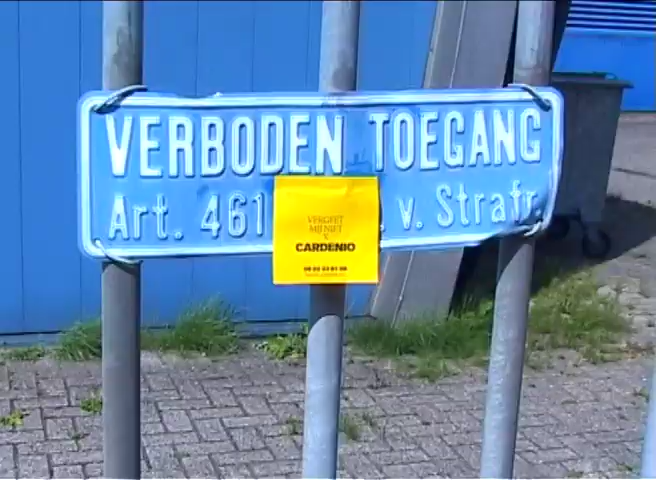 VERBODEN TOEGANG
Art. 461 v. Strafr.
VERGEET
MIJ NIET
CARDENIO